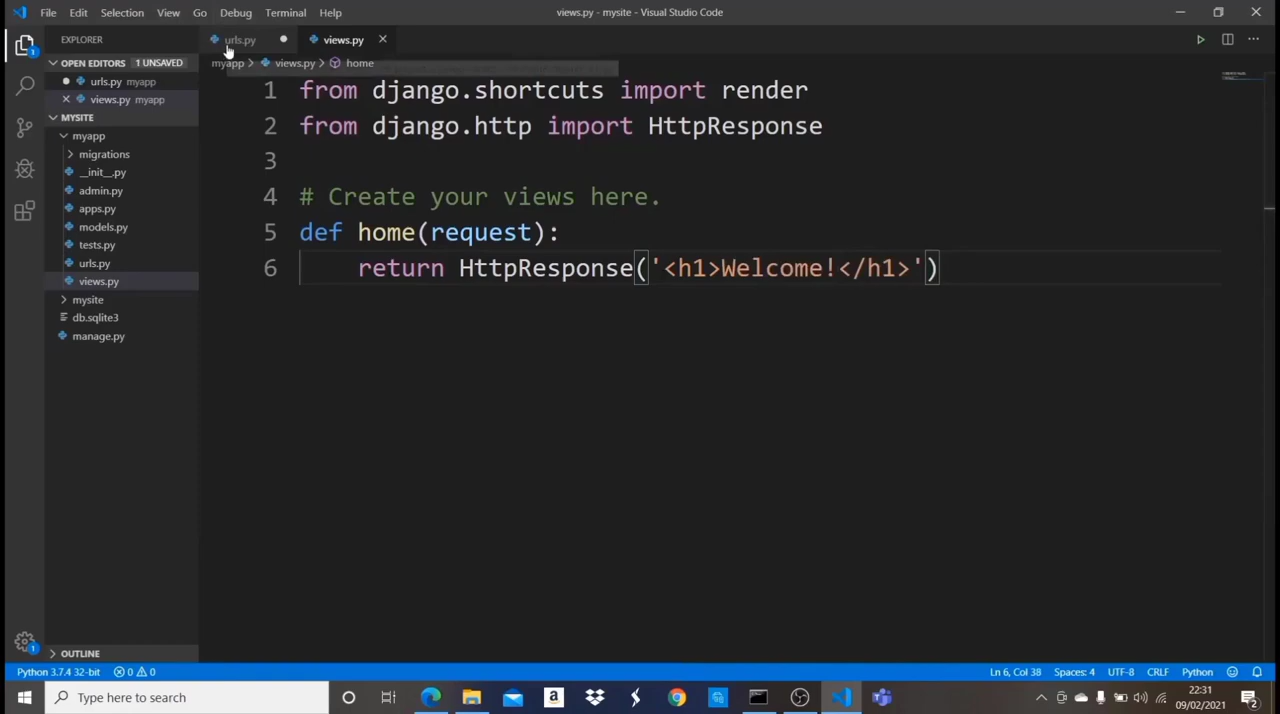 File Edit Selection View Go Debug Terminal Help
views.py - mysite - Visual Studio Code
EXPLORER
urls.py
views.py
OPEN EDITORS 1 UNSAVED
myapp > views.py > home
urls.py myapp
views.py myapp
MYSITE
myapp
migrations
__init__.py
admin.py
apps.py
models.py
tests.py
urls.py
views.py
mysite
db.sqlite3
manage.py
1 from django.shortcuts import render
2 from django.http import HttpResponse
3
4 # Create your views here.
5 def home(request):
6 return HttpResponse('<h1>Welcome!</h1>')
OUTLINE
1
1
Python 3.7.4 32-bit 0 0
Ln 6, Col 38 Spaces: 4 UTF-8 CRLF Python
Type here to search
22:31
09/02/2021
2